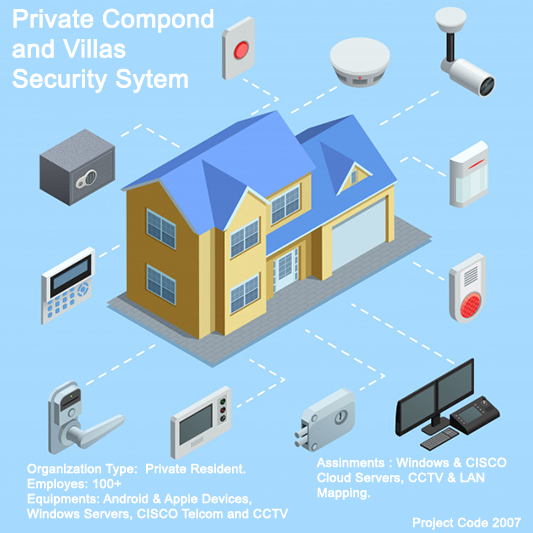 Private Compond
and Villas
Security Sytem
Organization Type:  Private Resident.
Employes: 100+
Equipments: Android & Apple Devices,
Windows Servers, CISCO Telcom and CCTV
Assinments : Windows & CISCO
Cloud Servers, CCTV & LAN
Mapping.
Project Code 2007